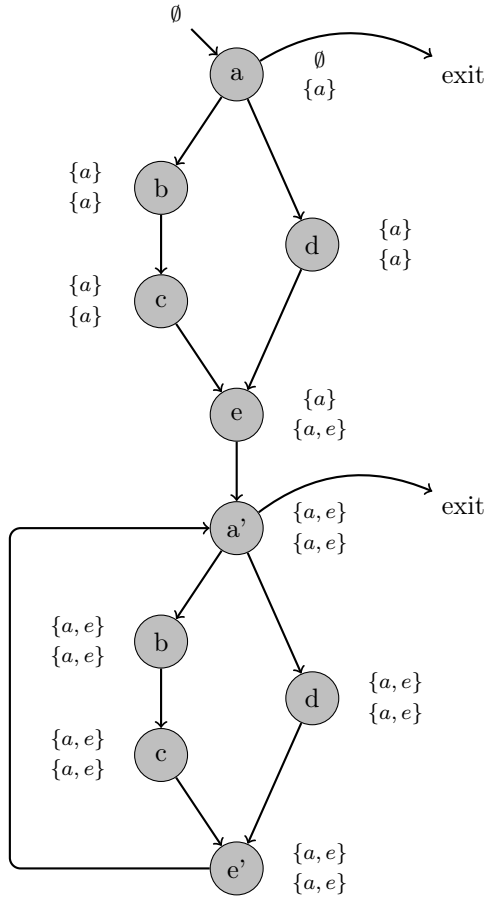 ∅
a
∅
{a}
exit
{a}
{a}
b
d
{a}
{a}
{a}
{a}
c
e
{a}
{a, e}
a'
{a, e}
{a, e}
exit
{a, e}
{a, e}
b
d
{a, e}
{a, e}
{a, e}
{a, e}
c
e'
{a, e}
{a, e}